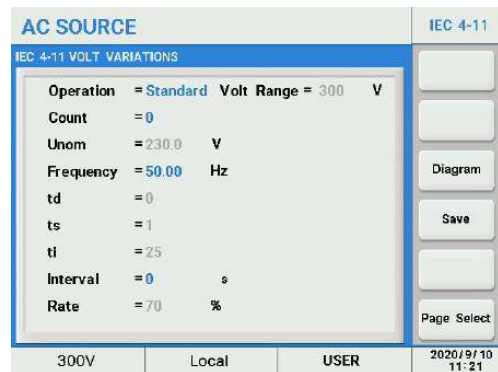 AC SOURCE
IEC 4-11
IEC 4-11 VOLT VARIATIONS
Operation =Standard Volt Range = 300 V
Count =0
Unom =230.0 V
Frequency =50.00 Hz
td =0
ts =1
ti =25
Interval =0 s
Rate =70 %
Diagram
Save
Page Select
300V Local USER
2020/9/10
11:21